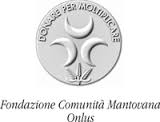 DONARE PER MOLTIPLICARE
Fondazione Comunità Mantovana
Onlus